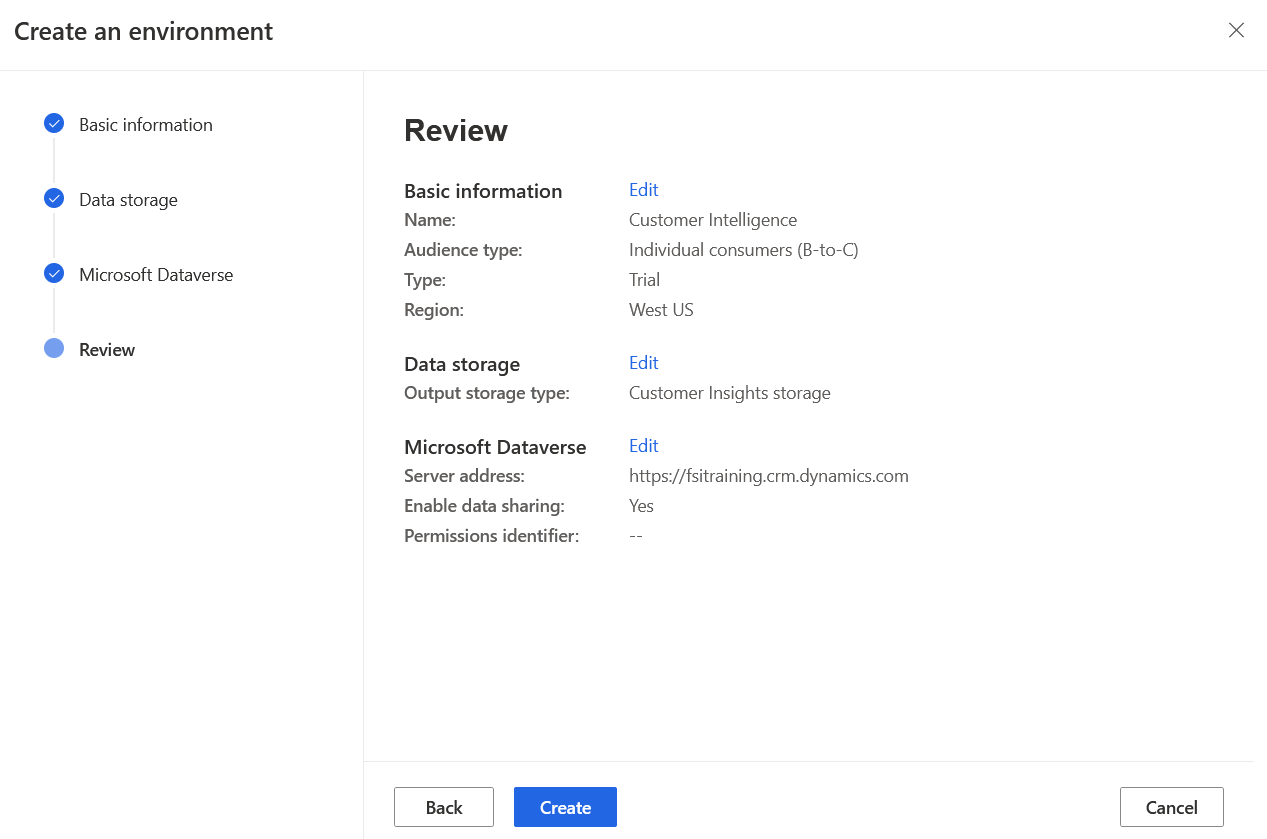 Create an environment
Basic information
Data storage
Microsoft Dataverse
Review
Review
Basic information Edit
Name: Customer Intelligence
Audience type: Individual consumers (B-to-C)
Type: Trial
Region: West US
Data storage Edit
Output storage type: Customer Insights storage
Microsoft Dataverse Edit
Server address: https://fsitraining.crm.dynamics.com
Enable data sharing: Yes
Permissions identifier: --
Back Create Cancel